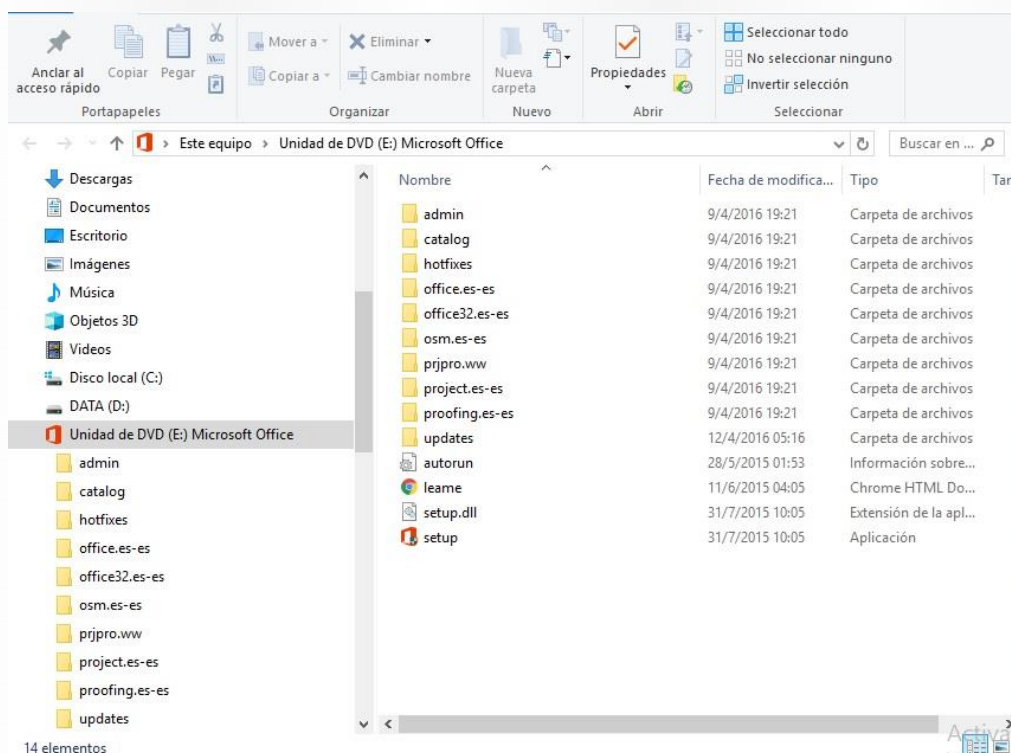 Anclar al acceso rápido
Copiar
Pegar
Mover a
Copiar a
Eliminar
Cambiar nombre
Nueva carpeta
Propiedades
Seleccionar todo
No seleccionar ninguno
Invertir selección
Portapapeles
Organizar
Nuevo
Abrir
Seleccionar
Este equipo > Unidad de DVD (E:) Microsoft Office
Buscar en ...
Descargas
Documentos
Escritorio
Imágenes
Música
Objetos 3D
Videos
Disco local (C:)
DATA (D:)
Unidad de DVD (E:) Microsoft Office
admin
catalog
hotfixes
office.es-es
office32.es-es
osm.es-es
prjpro.ww
project.es-es
proofing.es-es
updates
Nombre Fecha de modifica... Tipo Tar
admin 9/4/2016 19:21 Carpeta de archivos
catalog 9/4/2016 19:21 Carpeta de archivos
hotfixes 9/4/2016 19:21 Carpeta de archivos
office.es-es 9/4/2016 19:21 Carpeta de archivos
office32.es-es 9/4/2016 19:21 Carpeta de archivos
osm.es-es 9/4/2016 19:21 Carpeta de archivos
prjpro.ww 9/4/2016 19:21 Carpeta de archivos
project.es-es 9/4/2016 19:21 Carpeta de archivos
proofing.es-es 9/4/2016 19:21 Carpeta de archivos
updates 12/4/2016 05:16 Carpeta de archivos
autorun 28/5/2015 01:53 Información sobre...
leame 11/6/2015 04:05 Chrome HTML Do...
setup.dll 31/7/2015 10:05 Extensión de la apl...
setup 31/7/2015 10:05 Aplicación
14 elementos